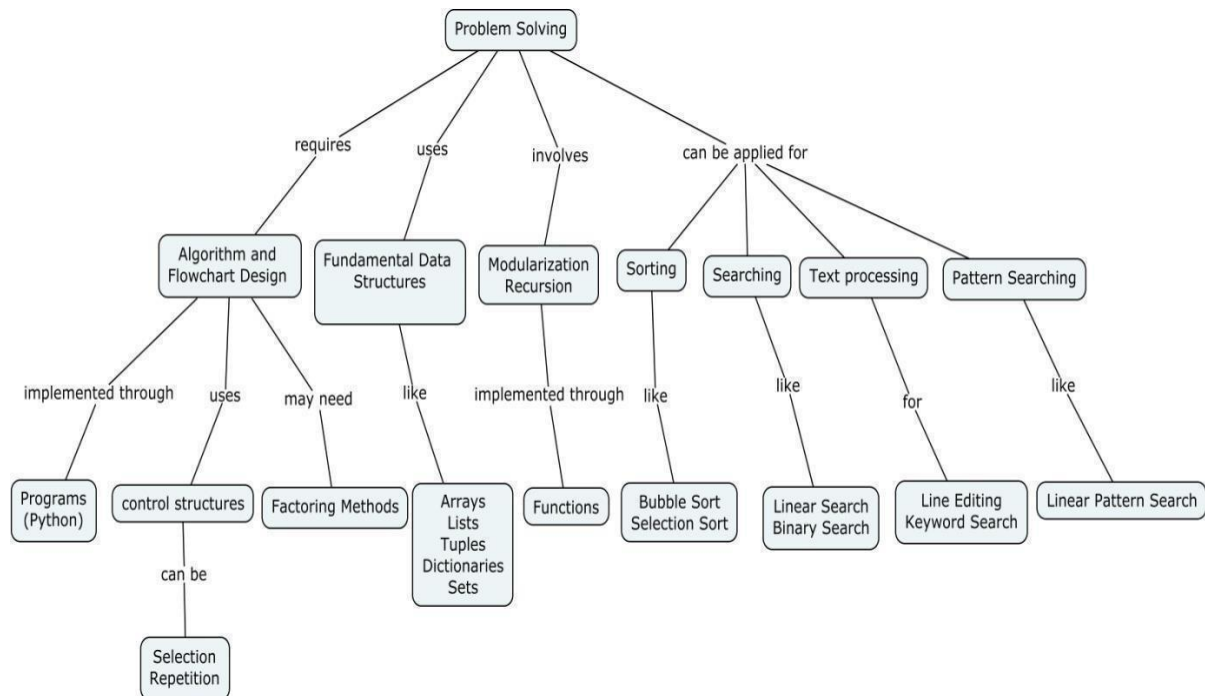 Problem Solving
requires
uses
involves
can be applied for
Algorithm and
Flowchart Design
Fundamental Data
Structures
Modularization
Recursion
Sorting
Searching
Text processing
Pattern Searching
implemented through
uses
may need
like
implemented through
like
like
for
like
Programs
(Python)
control structures
Factoring Methods
Arrays
Lists
Tuples
Dictionaries
Sets
Functions
Bubble Sort
Selection Sort
Linear Search
Binary Search
Line Editing
Keyword Search
Linear Pattern Search
can be
Selection
Repetition